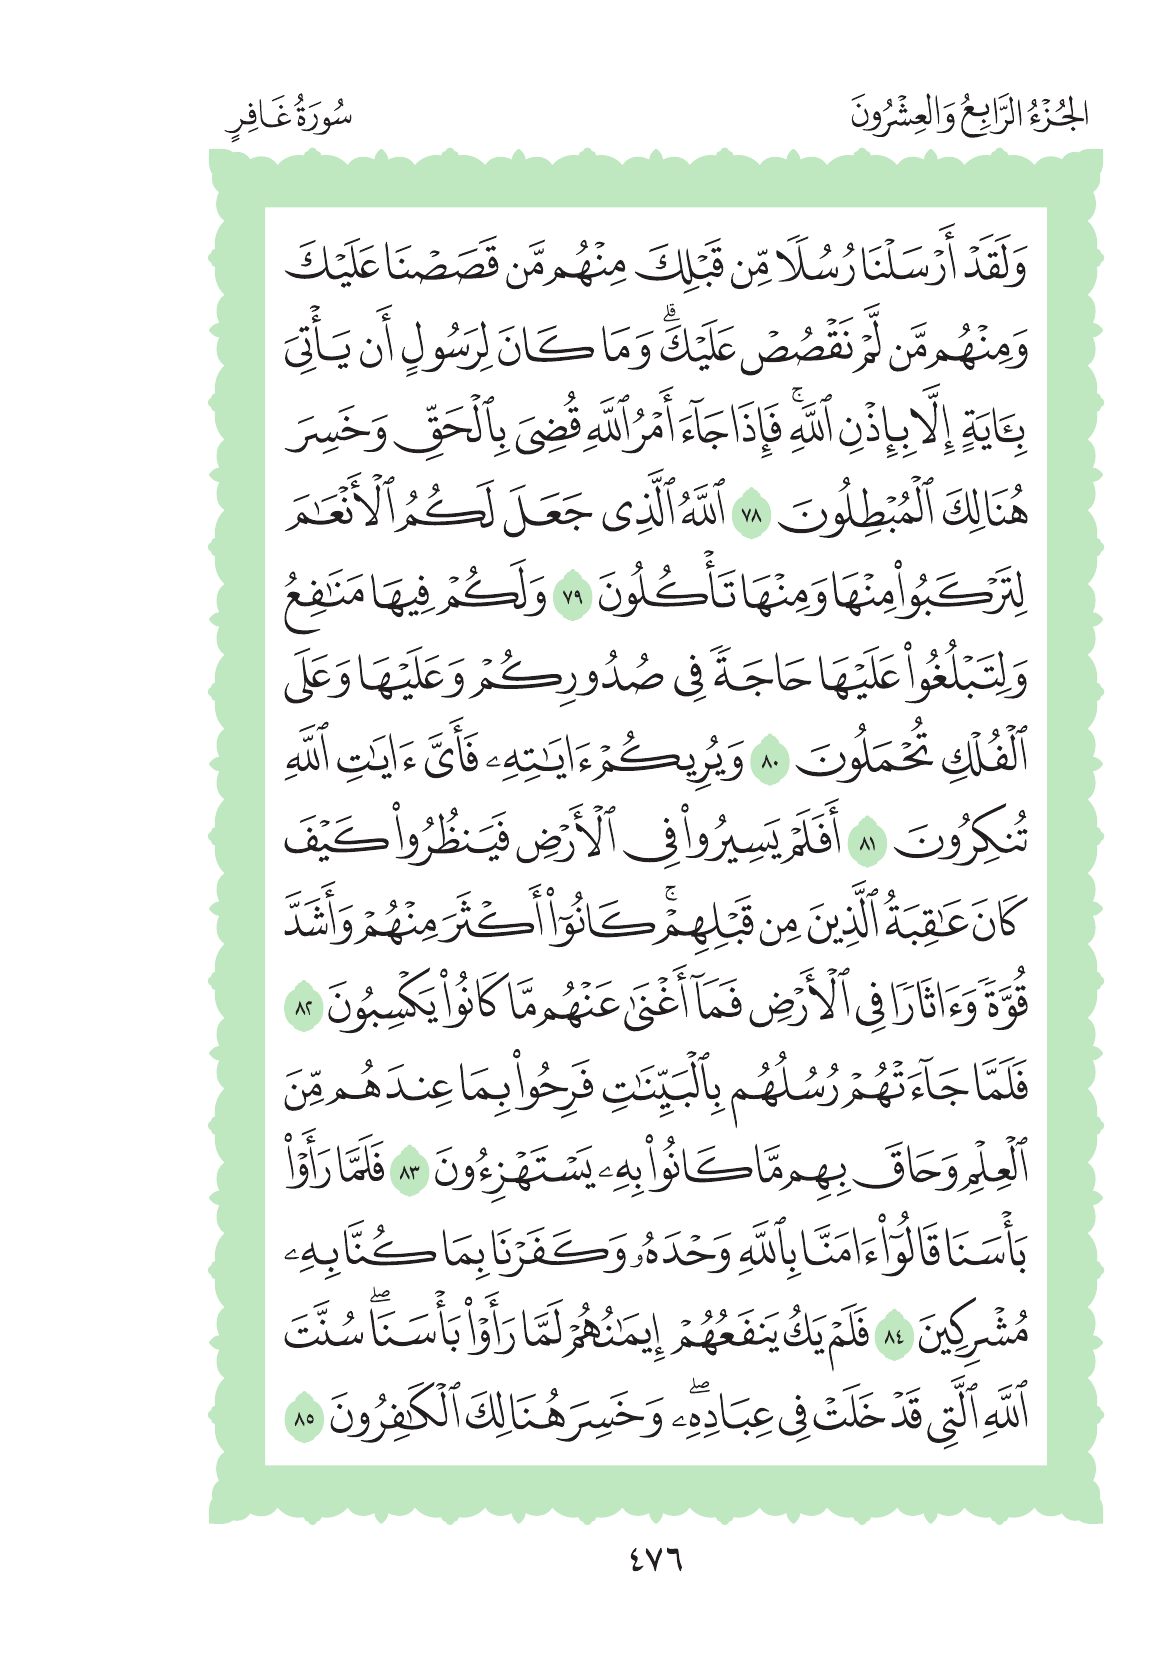 الجُزْءُ الرَّابِعُ وَالعِشْرُونَ
سُورَةُ غَافِرٍ
وَلَقَدْ أَرْسَلْنَا رُسُلًا مِّن قَبْلِكَ مِنْهُم مَّن قَصَصْنَا عَلَيْكَ
وَمِنْهُم مَّن لَّمْ نَقْصُصْ عَلَيْكَۗ وَمَا كَانَ لِرَسُولٍ أَن يَأْتِىَ
بِـَٔايَةٍ إِلَّا بِإِذْنِ ٱللَّهِۚ فَإِذَا جَآءَ أَمْرُ ٱللَّهِ قُضِىَ بِٱلْحَقِّ وَخَسِرَ
هُنَالِكَ ٱلْمُبْطِلُونَ ٧٨ ٱللَّهُ ٱلَّذِى جَعَلَ لَكُمُ ٱلْأَنْعَٰمَ
لِتَرْكَبُوا۟ مِنْهَا وَمِنْهَا تَأْكُلُونَ ٧٩ وَلَكُمْ فِيهَا مَنَٰفِعُ
وَلِتَبْلُغُوا۟ عَلَيْهَا حَاجَةً فِى صُدُورِكُمْ وَعَلَيْهَا وَعَلَى
ٱلْفُلْكِ تُحْمَلُونَ ٨٠ وَيُرِيكُمْ ءَايَٰتِهِۦ فَأَىَّ ءَايَٰتِ ٱللَّهِ
تُنكِرُونَ ٨١ أَفَلَمْ يَسِيرُوا۟ فِى ٱلْأَرْضِ فَيَنظُرُوا۟ كَيْفَ
كَانَ عَٰقِبَةُ ٱلَّذِينَ مِن قَبْلِهِمْۚ كَانُوٓا۟ أَكْثَرَ مِنْهُمْ وَأَشَدَّ
قُوَّةً وَءَاثَارًا فِى ٱلْأَرْضِ فَمَآ أَغْنَىٰ عَنْهُم مَّا كَانُوا۟ يَكْسِبُونَ ٨٢
فَلَمَّا جَآءَتْهُمْ رُسُلُهُم بِٱلْبَيِّنَٰتِ فَرِحُوا۟ بِمَا عِندَهُم مِّنَ
ٱلْعِلْمِ وَحَاقَ بِهِم مَّا كَانُوا۟ بِهِۦ يَسْتَهْزِءُونَ ٨٣ فَلَمَّا رَأَوْا۟
بَأْسَنَا قَالُوٓا۟ ءَامَنَّا بِٱللَّهِ وَحْدَهُۥ وَكَفَرْنَا بِمَا كُنَّا بِهِۦ
مُشْرِكِينَ ٨٤ فَلَمْ يَكُ يَنفَعُهُمْ إِيمَٰنُهُمْ لَمَّا رَأَوْا۟ بَأْسَنَاۖ سُنَّتَ
ٱللَّهِ ٱلَّتِى قَدْ خَلَتْ فِى عِبَادِهِۦۖ وَخَسِرَ هُنَالِكَ ٱلْكَٰفِرُونَ ٨٥
٤٧٦